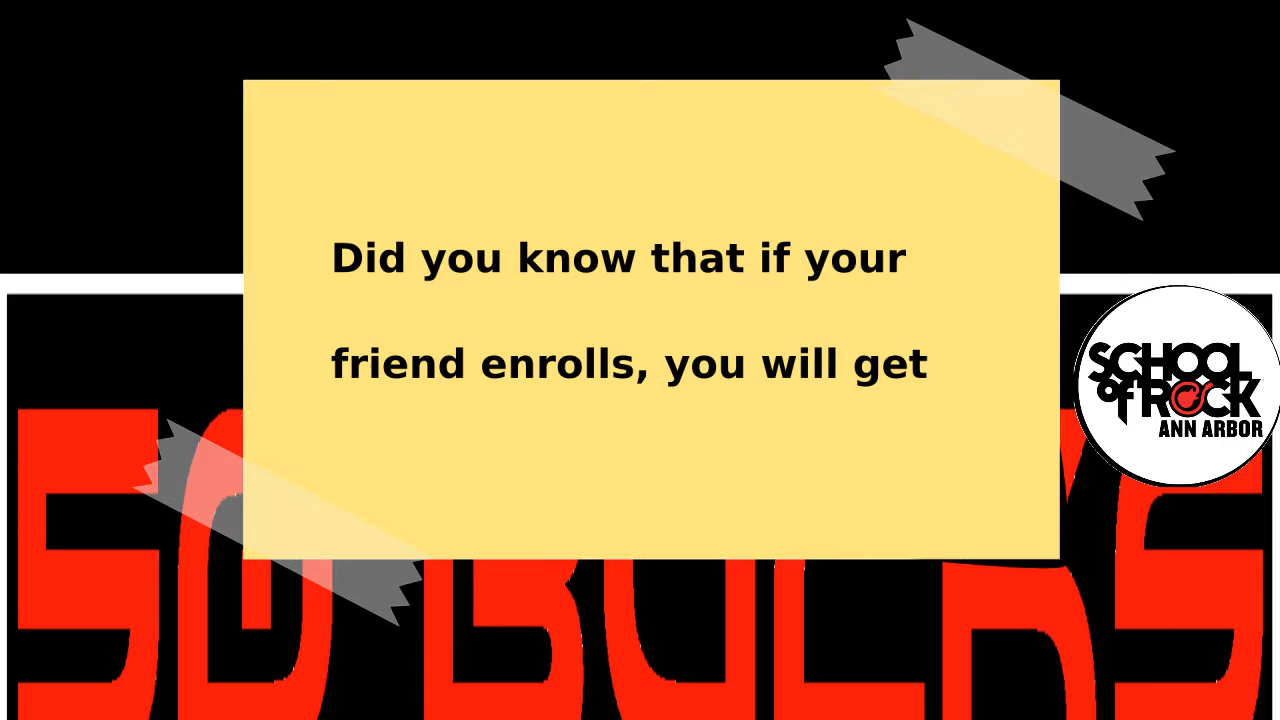 Did you know that if your
friend enrolls, you will get
SCHOOL
of ROCK
ANN ARBOR